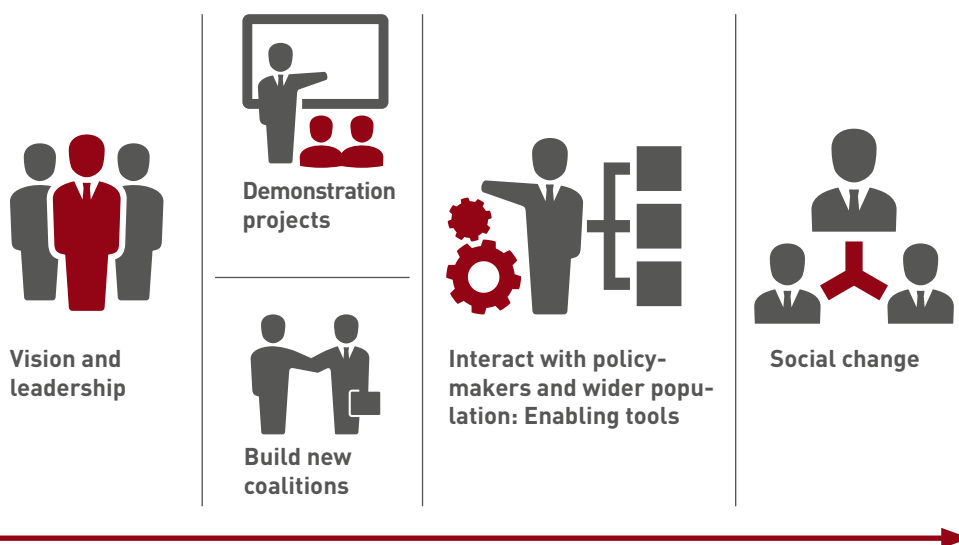 Vision and
leadership
Demonstration
projects
Build new
coalitions
Interact with policy-
makers and wider popu-
lation: Enabling tools
Social change